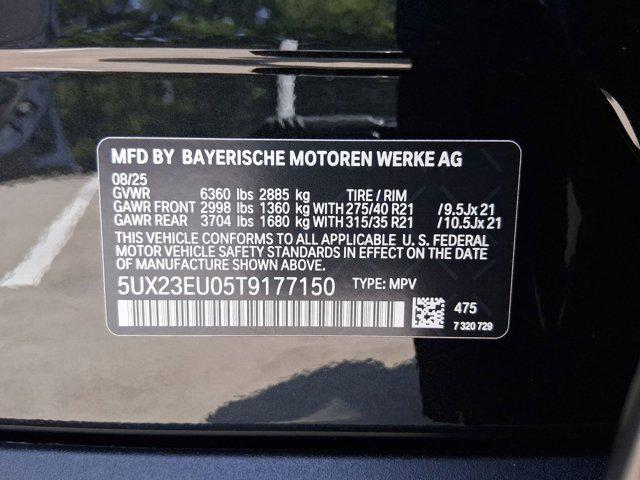 MFD BY BAYERISCHE MOTOREN WERKE AG
08/25
GVWR 6360 lbs 2885 kg TIRE / RIM
GAWR FRONT 2998 lbs 1360 kg WITH 275/40 R21 /9.5Jx21
GAWR REAR 3704 lbs 1680 kg WITH 315/35 R21 /10.5Jx21
THIS VEHICLE CONFORMS TO ALL APPLICABLE U. S. FEDERAL
MOTOR VEHICLE SAFETY STANDARDS IN EFFECT ON THE DATE
OF MANUFACTURE SHOWN ABOVE.
5UX23EU05T9177150 TYPE: MPV
475
7 320 729